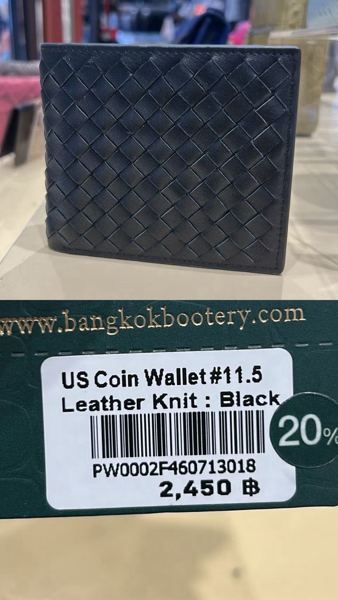 www.bangkokbootery.com
US Coin Wallet #11.5
Leather Knit : Black
20%
PW0002F460713018
2,450 ฿